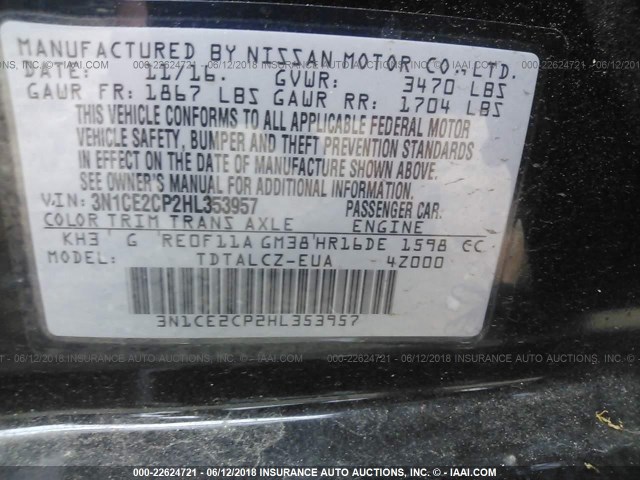 MANUFACTURED BY NISSAN MOTOR CO., LTD.
DATE: 11/16. GVWR: 3470 LBS
GAWR FR: 1867 LBS GAWR RR: 1704 LBS
THIS VEHICLE CONFORMS TO ALL APPLICABLE FEDERAL MOTOR
VEHICLE SAFETY, BUMPER AND THEFT PREVENTION STANDARDS
IN EFFECT ON THE DATE OF MANUFACTURE SHOWN ABOVE.
SEE OWNER'S MANUAL FOR ADDITIONAL INFORMATION.
V.IN: 3N1CE2CP2HL353957 PASSENGER CAR.
COLOR TRIM TRANS AXLE ENGINE
KH3 G RE0F11A GM38 HR16DE 1598 CC
MODEL: TDTALCZ-EUA 4Z000
3N1CE2CP2HL353957
000-22624721 - 06/12/2018 INSURANCE AUTO AUCTIONS, INC. © - IAAI.COM